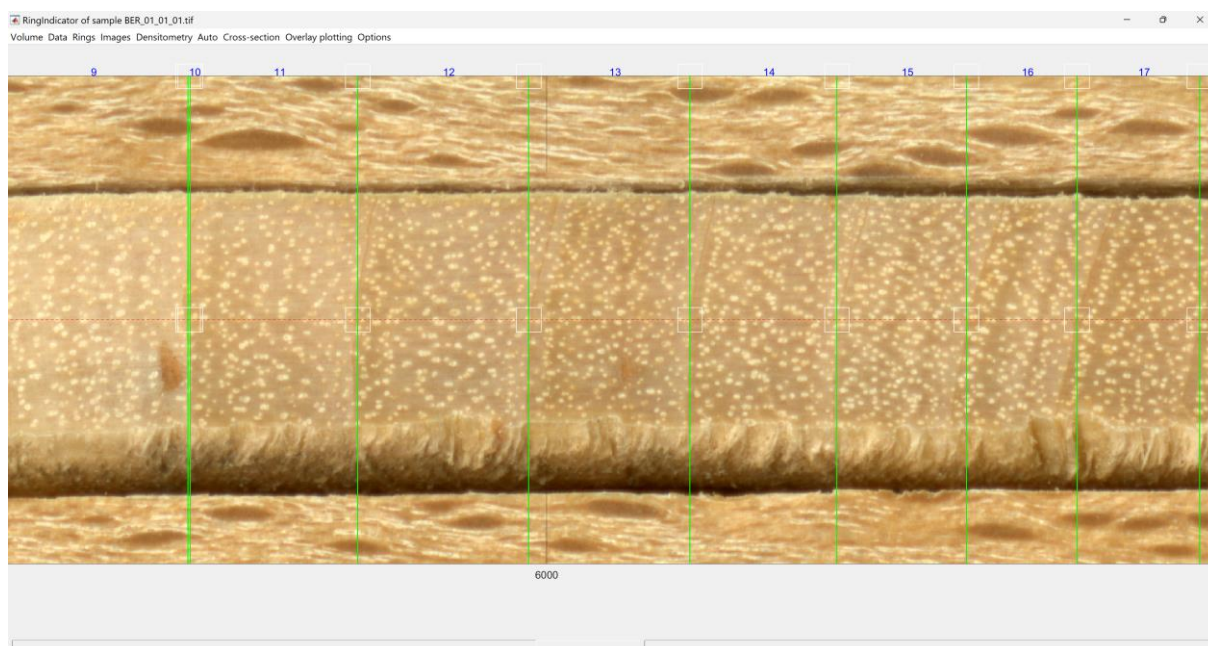 RingIndicator of sample BER_01_01_01.tif
Volume Data Rings Images Densitometry Auto Cross-section Overlay plotting Options
9 10 11 12 13 14 15 16 17
6000